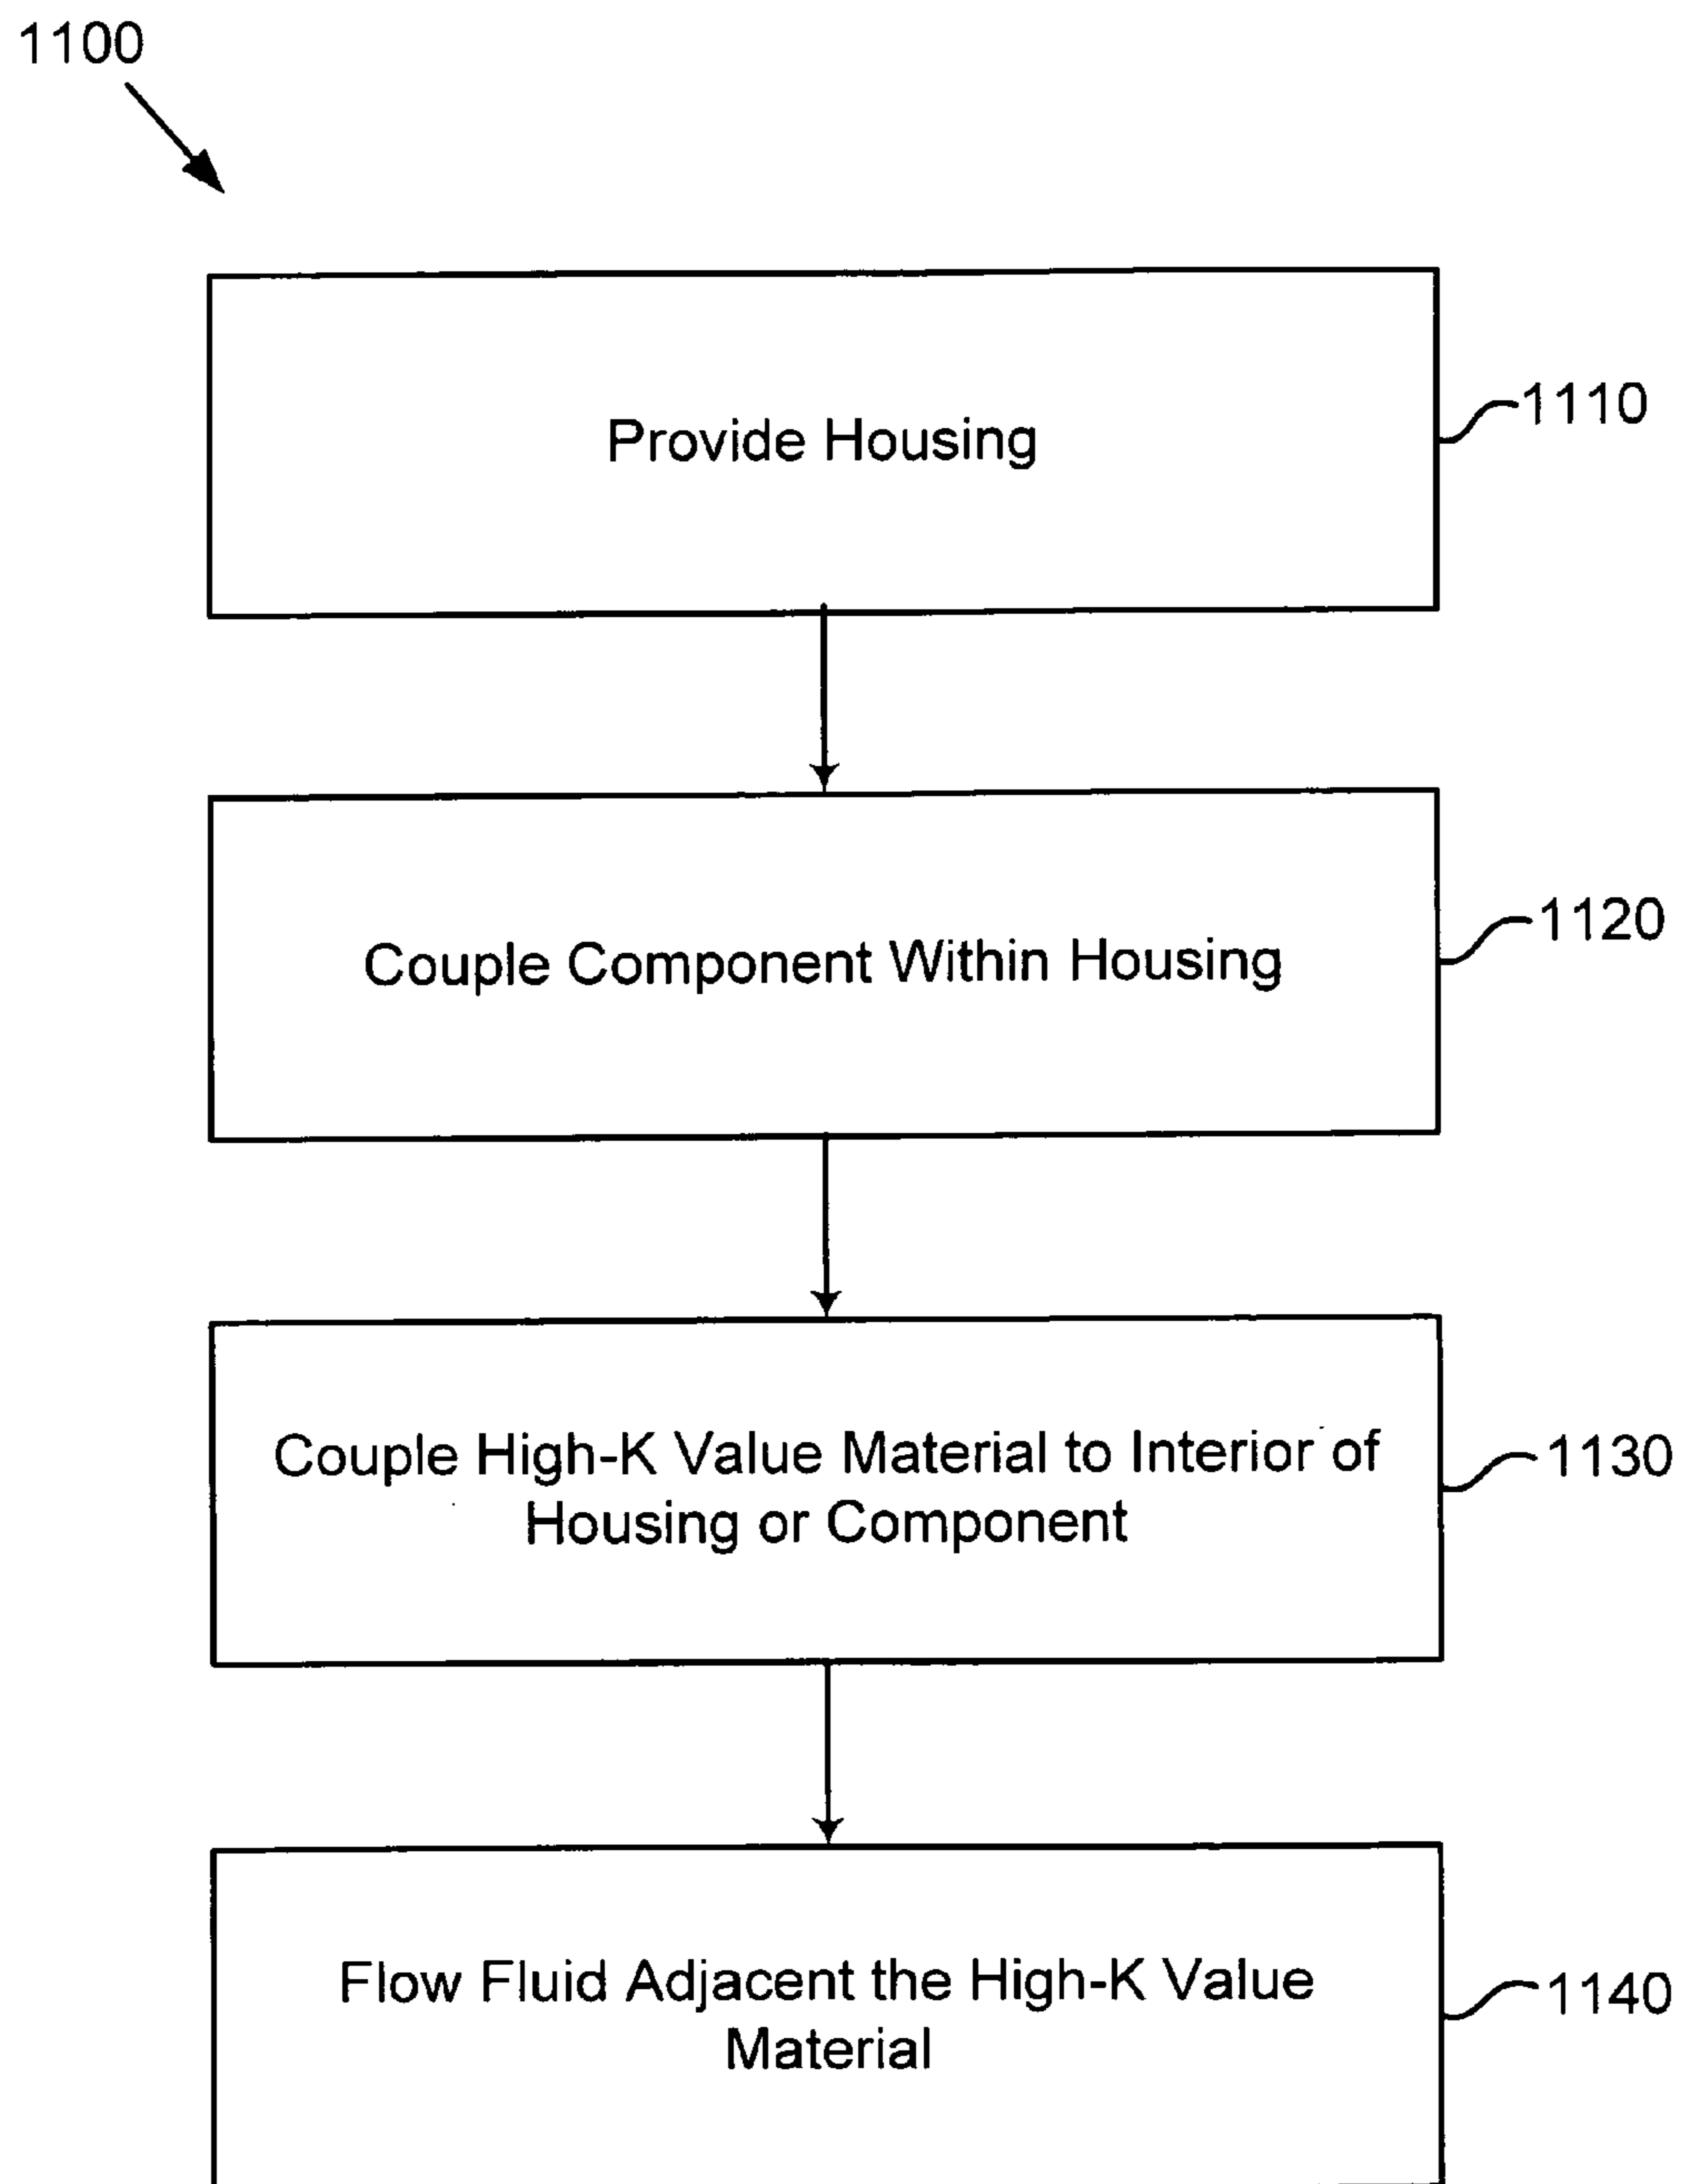 1100
Provide Housing
1110
Couple Component Within Housing
1120
Couple High-K Value Material to Interior of
Housing or Component
1130
Flow Fluid Adjacent the High-K Value
Material
1140